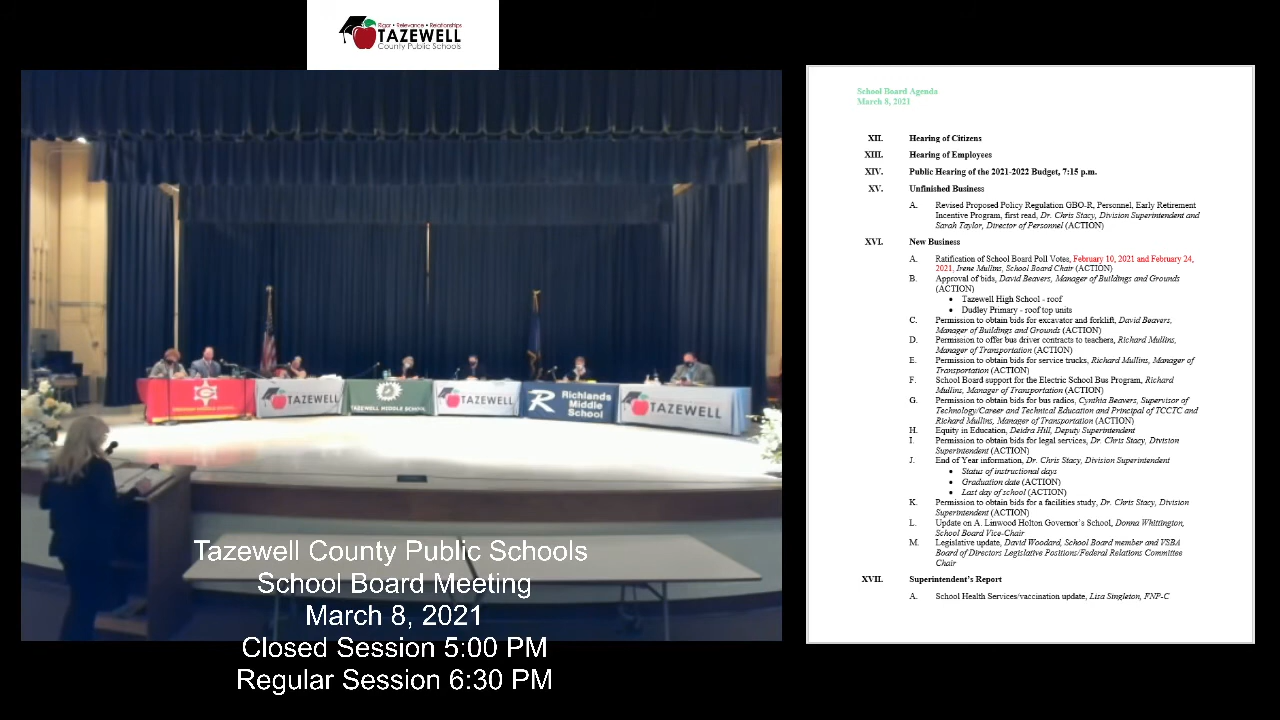 Rigor • Relevance • Relationships
TAZEWELL
County Public Schools
TAZEWELL
TAZEWELL MIDDLE SCHOOL
TAZEWELL
R Richlands
Middle
School
TAZEWELL
Tazewell County Public Schools
School Board Meeting
March 8, 2021
Closed Session 5:00 PM
Regular Session 6:30 PM
School Board Agenda
March 8, 2021
XII. Hearing of Citizens
XIII. Hearing of Employees
XIV. Public Hearing of the 2021-2022 Budget, 7:15 p.m.
XV. Unfinished Business
A. Revised Proposed Policy Regulation GBO-R, Personnel, Early Retirement
Incentive Program, first read, Dr. Chris Stacy, Division Superintendent and
Sarah Taylor, Director of Personnel (ACTION)
XVI. New Business
A. Ratification of School Board Poll Votes, February 10, 2021 and February 24,
2021, Irene Mullins, School Board Chair (ACTION)
B. Approval of bids, David Beavers, Manager of Buildings and Grounds
(ACTION)
• Tazewell High School - roof
• Dudley Primary - roof top units
C. Permission to obtain bids for excavator and forklift, David Beavers,
Manager of Buildings and Grounds (ACTION)
D. Permission to offer bus driver contracts to teachers, Richard Mullins,
Manager of Transportation (ACTION)
E. Permission to obtain bids for service trucks, Richard Mullins, Manager of
Transportation (ACTION)
F. School Board support for the Electric School Bus Program, Richard
Mullins, Manager of Transportation (ACTION)
G. Permission to obtain bids for bus radios, Cynthia Beavers, Supervisor of
Technology/Career and Technical Education and Principal of TCCTC and
Richard Mullins, Manager of Transportation (ACTION)
H. Equity in Education, Deidra Hill, Deputy Superintendent
I. Permission to obtain bids for legal services, Dr. Chris Stacy, Division
Superintendent (ACTION)
J. End of Year information, Dr. Chris Stacy, Division Superintendent
• Status of instructional days
• Graduation date (ACTION)
• Last day of school (ACTION)
K. Permission to obtain bids for a facilities study, Dr. Chris Stacy, Division
Superintendent (ACTION)
L. Update on A. Linwood Holton Governor's School, Donna Whittington,
School Board Vice-Chair
M. Legislative update, David Woodard, School Board member and VSBA
Board of Directors Legislative Positions/Federal Relations Committee
Chair
XVII. Superintendent's Report
A. School Health Services/vaccination update, Lisa Singleton, FNP-C